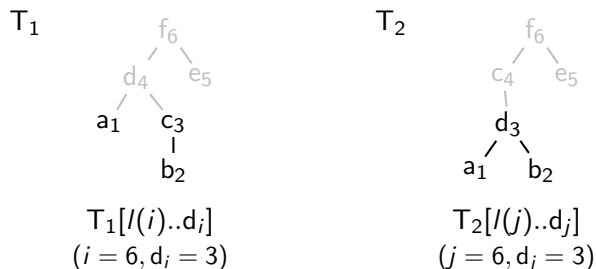 T₁ f₆ T₂ f₆
d₄ e₅ c₄ e₅
a₁ c₃ d₃
b₂ a₁ b₂
T₁[l(i)..dᵢ] T₂[l(j)..dⱼ]
(i = 6, dᵢ = 3) (j = 6, dⱼ = 3)